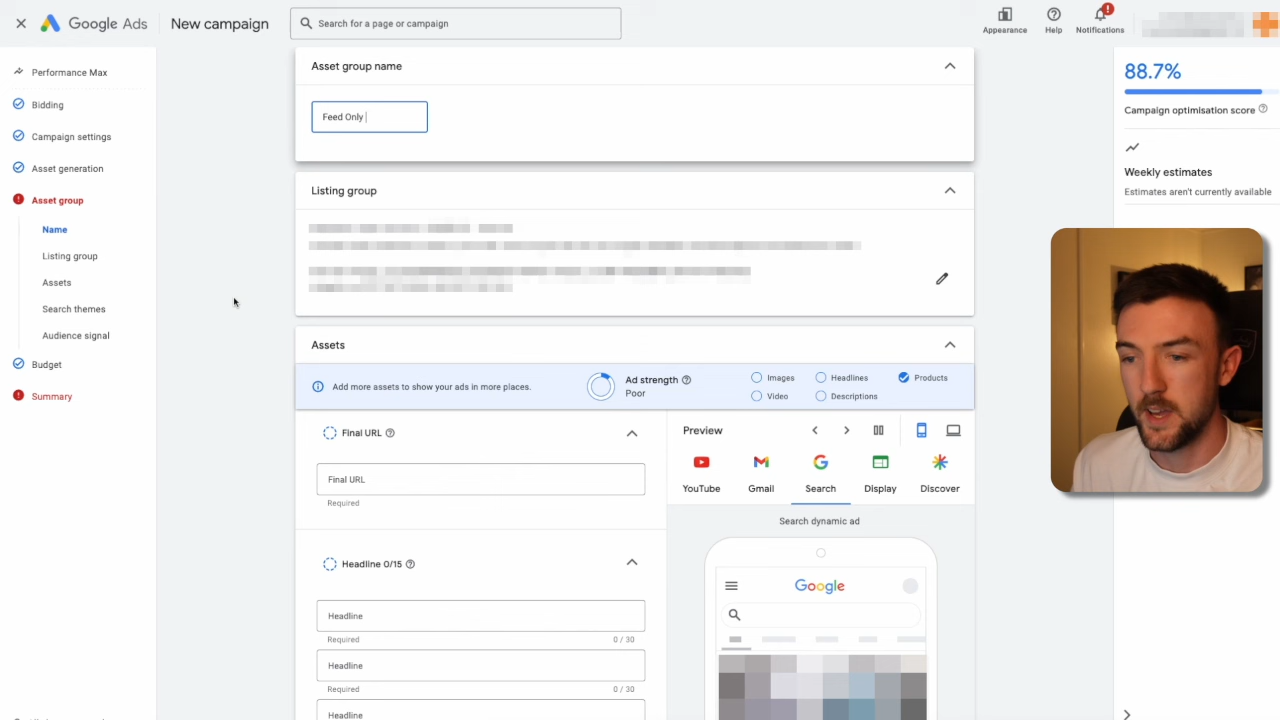 Google Ads
New campaign
Search for a page or campaign
Appearance
Help
Notifications
Performance Max
Bidding
Campaign settings
Asset generation
Asset group
Name
Listing group
Assets
Search themes
Audience signal
Budget
Summary
Asset group name
Feed Only
Listing group
Assets
Add more assets to show your ads in more places.
Ad strength
Poor
Images
Headlines
Products
Video
Descriptions
Final URL
Final URL
Required
Headline 0/15
Headline
Required 0 / 30
Headline
Required 0 / 30
Headline
Preview
YouTube
Gmail
Search
Display
Discover
Search dynamic ad
Google
88.7%
Campaign optimisation score
Weekly estimates
Estimates aren't currently available